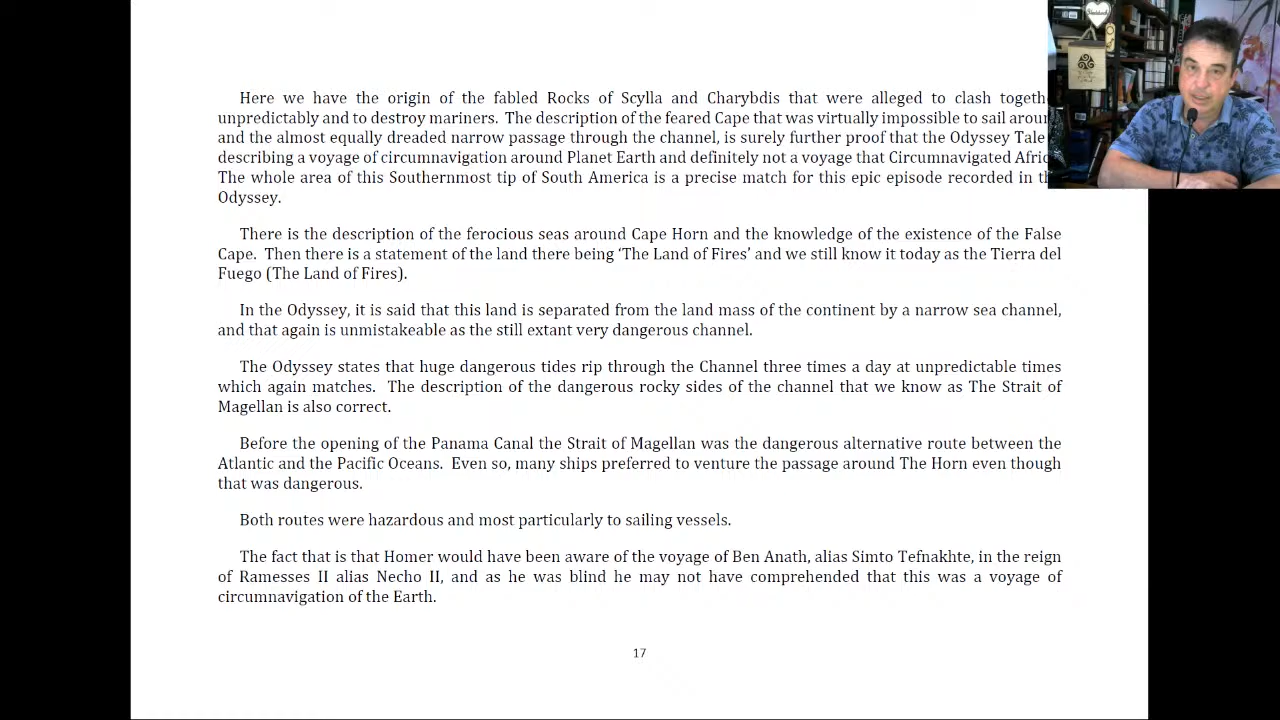 Here we have the origin of the fabled Rocks of Scylla and Charybdis that were alleged to clash
unpredictably and to destroy mariners. The description of the feared Cape that was virtually impossible to sail
and the almost equally dreaded narrow passage through the channel, is surely further proof that the Odyssey Tale
describing a voyage of circumnavigation around Planet Earth and definitely not a voyage that Circumnavigated
The whole area of this Southernmost tip of South America is a precise match for this epic episode recorded in
Odyssey.
There is the description of the ferocious seas around Cape Horn and the knowledge of the existence of the False
Cape. Then there is a statement of the land there being ‘The Land of Fires’ and we still know it today as the Tierra del
Fuego (The Land of Fires).
In the Odyssey, it is said that this land is separated from the land mass of the continent by a narrow sea channel,
and that again is unmistakeable as the still extant very dangerous channel.
The Odyssey states that huge dangerous tides rip through the Channel three times a day at unpredictable times
which again matches. The description of the dangerous rocky sides of the channel that we know as The Strait of
Magellan is also correct.
Before the opening of the Panama Canal the Strait of Magellan was the dangerous alternative route between the
Atlantic and the Pacific Oceans. Even so, many ships preferred to venture the passage around The Horn even though
that was dangerous.
Both routes were hazardous and most particularly to sailing vessels.
The fact that is that Homer would have been aware of the voyage of Ben Anath, alias Simto Tefnakhte, in the reign
of Ramesses II alias Necho II, and as he was blind he may not have comprehended that this was a voyage of
circumnavigation of the Earth.
17